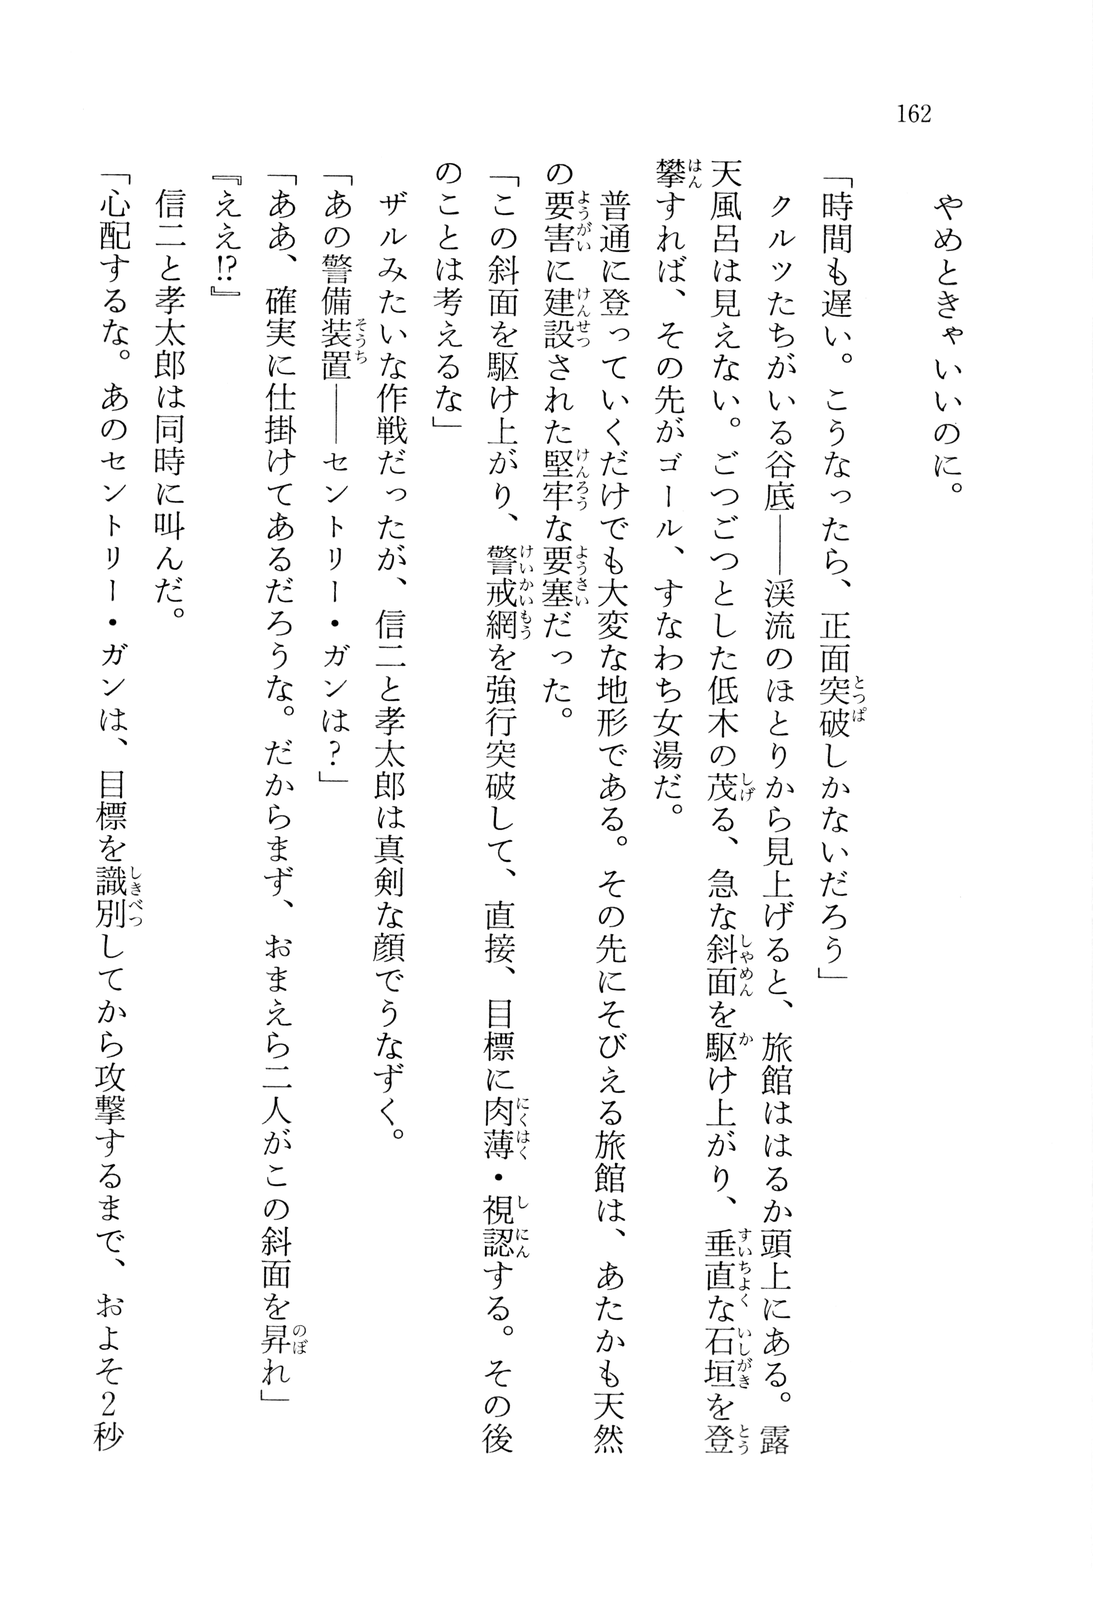 162
やめときゃいいのに。
「時間も遅い。こうなったら、正面突破しかないだろう」
クルツたちがいる谷底――渓流のほとりから見上げると、旅館ははるか頭上にある。露
天風呂は見えない。ごつごつとした低木の茂る、急な斜面を駆け上がり、垂直な石垣を登
攀すれば、その先がゴール、すなわち女湯だ。
普通に登っていくだけでも大変な地形である。その先にそびえる旅館は、あたかも天然
の要害に建設された堅牢な要塞だった。
「この斜面を駆け上がり、警戒網を強行突破して、直接、目標に肉薄・視認する。その後
のことは考えるな」
ザルみたいな作戦だったが、信二と孝太郎は真剣な顔でうなずく。
「あの警備装置――セントリー・ガンは?」
「ああ、確実に仕掛けてあるだろうな。だからまず、おまえら二人がこの斜面を昇れ」
『ええ!?』
信二と孝太郎は同時に叫んだ。
「心配するな。あのセントリー・ガンは、目標を識別してから攻撃するまで、およそ2秒